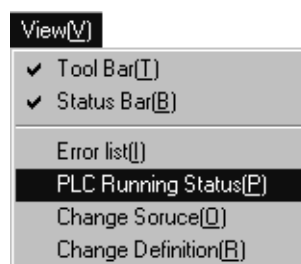 View(V)
Tool Bar(T)
Status Bar(B)
Error list(I)
PLC Running Status(P)
Change Soruce(O)
Change Definition(R)